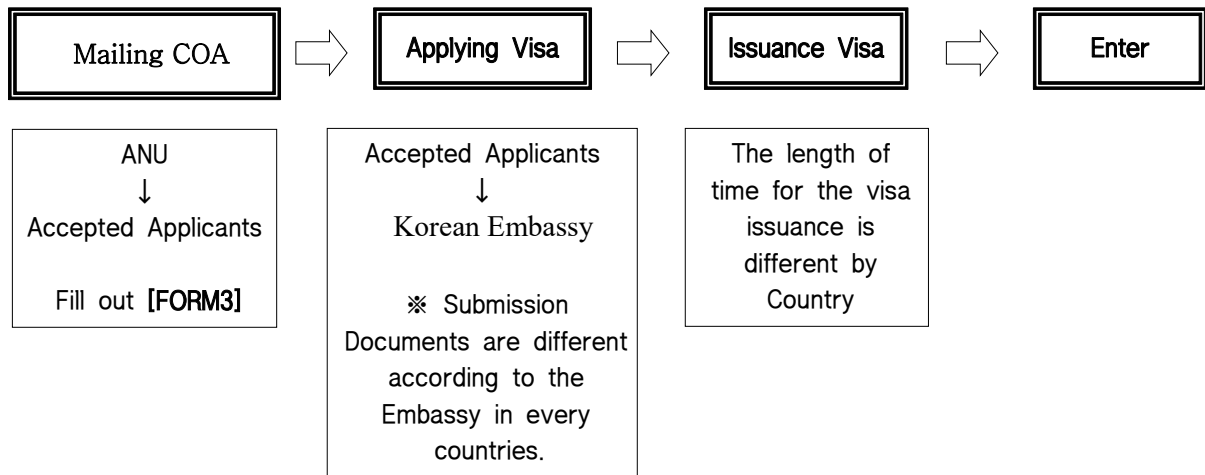 Mailing COA
Applying Visa
Issuance Visa
Enter
ANU
↓
Accepted Applicants
Fill out [FORM3]
Accepted Applicants
↓
Korean Embassy
※ Submission
Documents are different
according to the
Embassy in every
countries.
The length of
time for the visa
issuance is
different by
Country